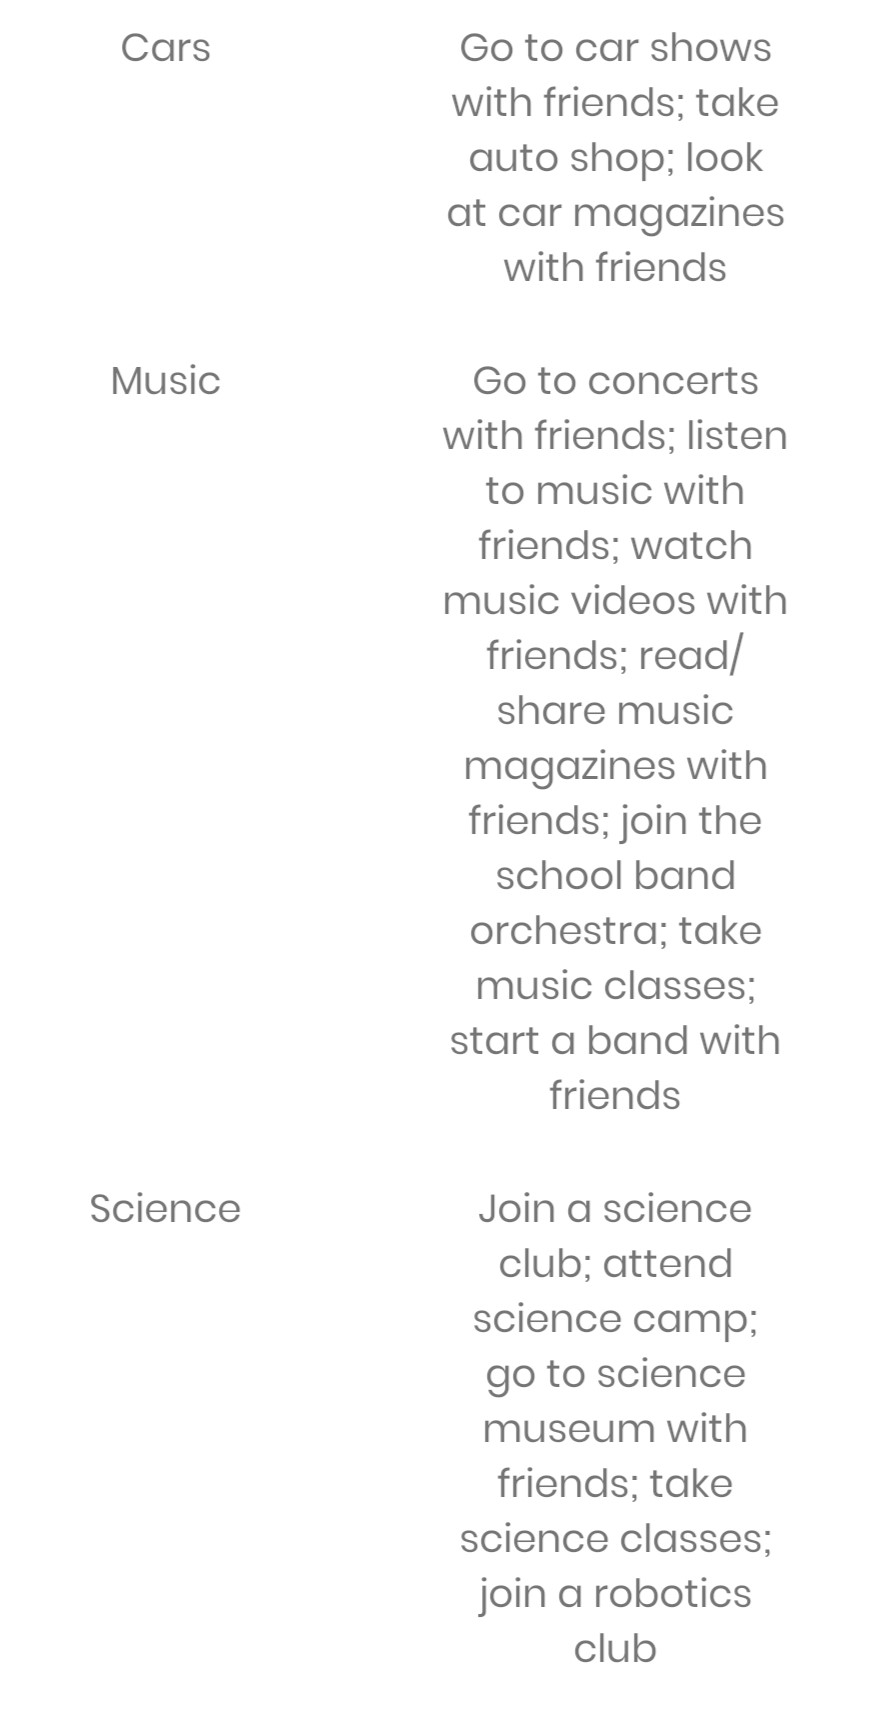 Cars
Go to car shows
with friends; take
auto shop; look
at car magazines
with friends
Music
Go to concerts
with friends; listen
to music with
friends; watch
music videos with
friends; read/
share music
magazines with
friends; join the
school band
orchestra; take
music classes;
start a band with
friends
Science
Join a science
club; attend
science camp;
go to science
museum with
friends; take
science classes;
join a robotics
club